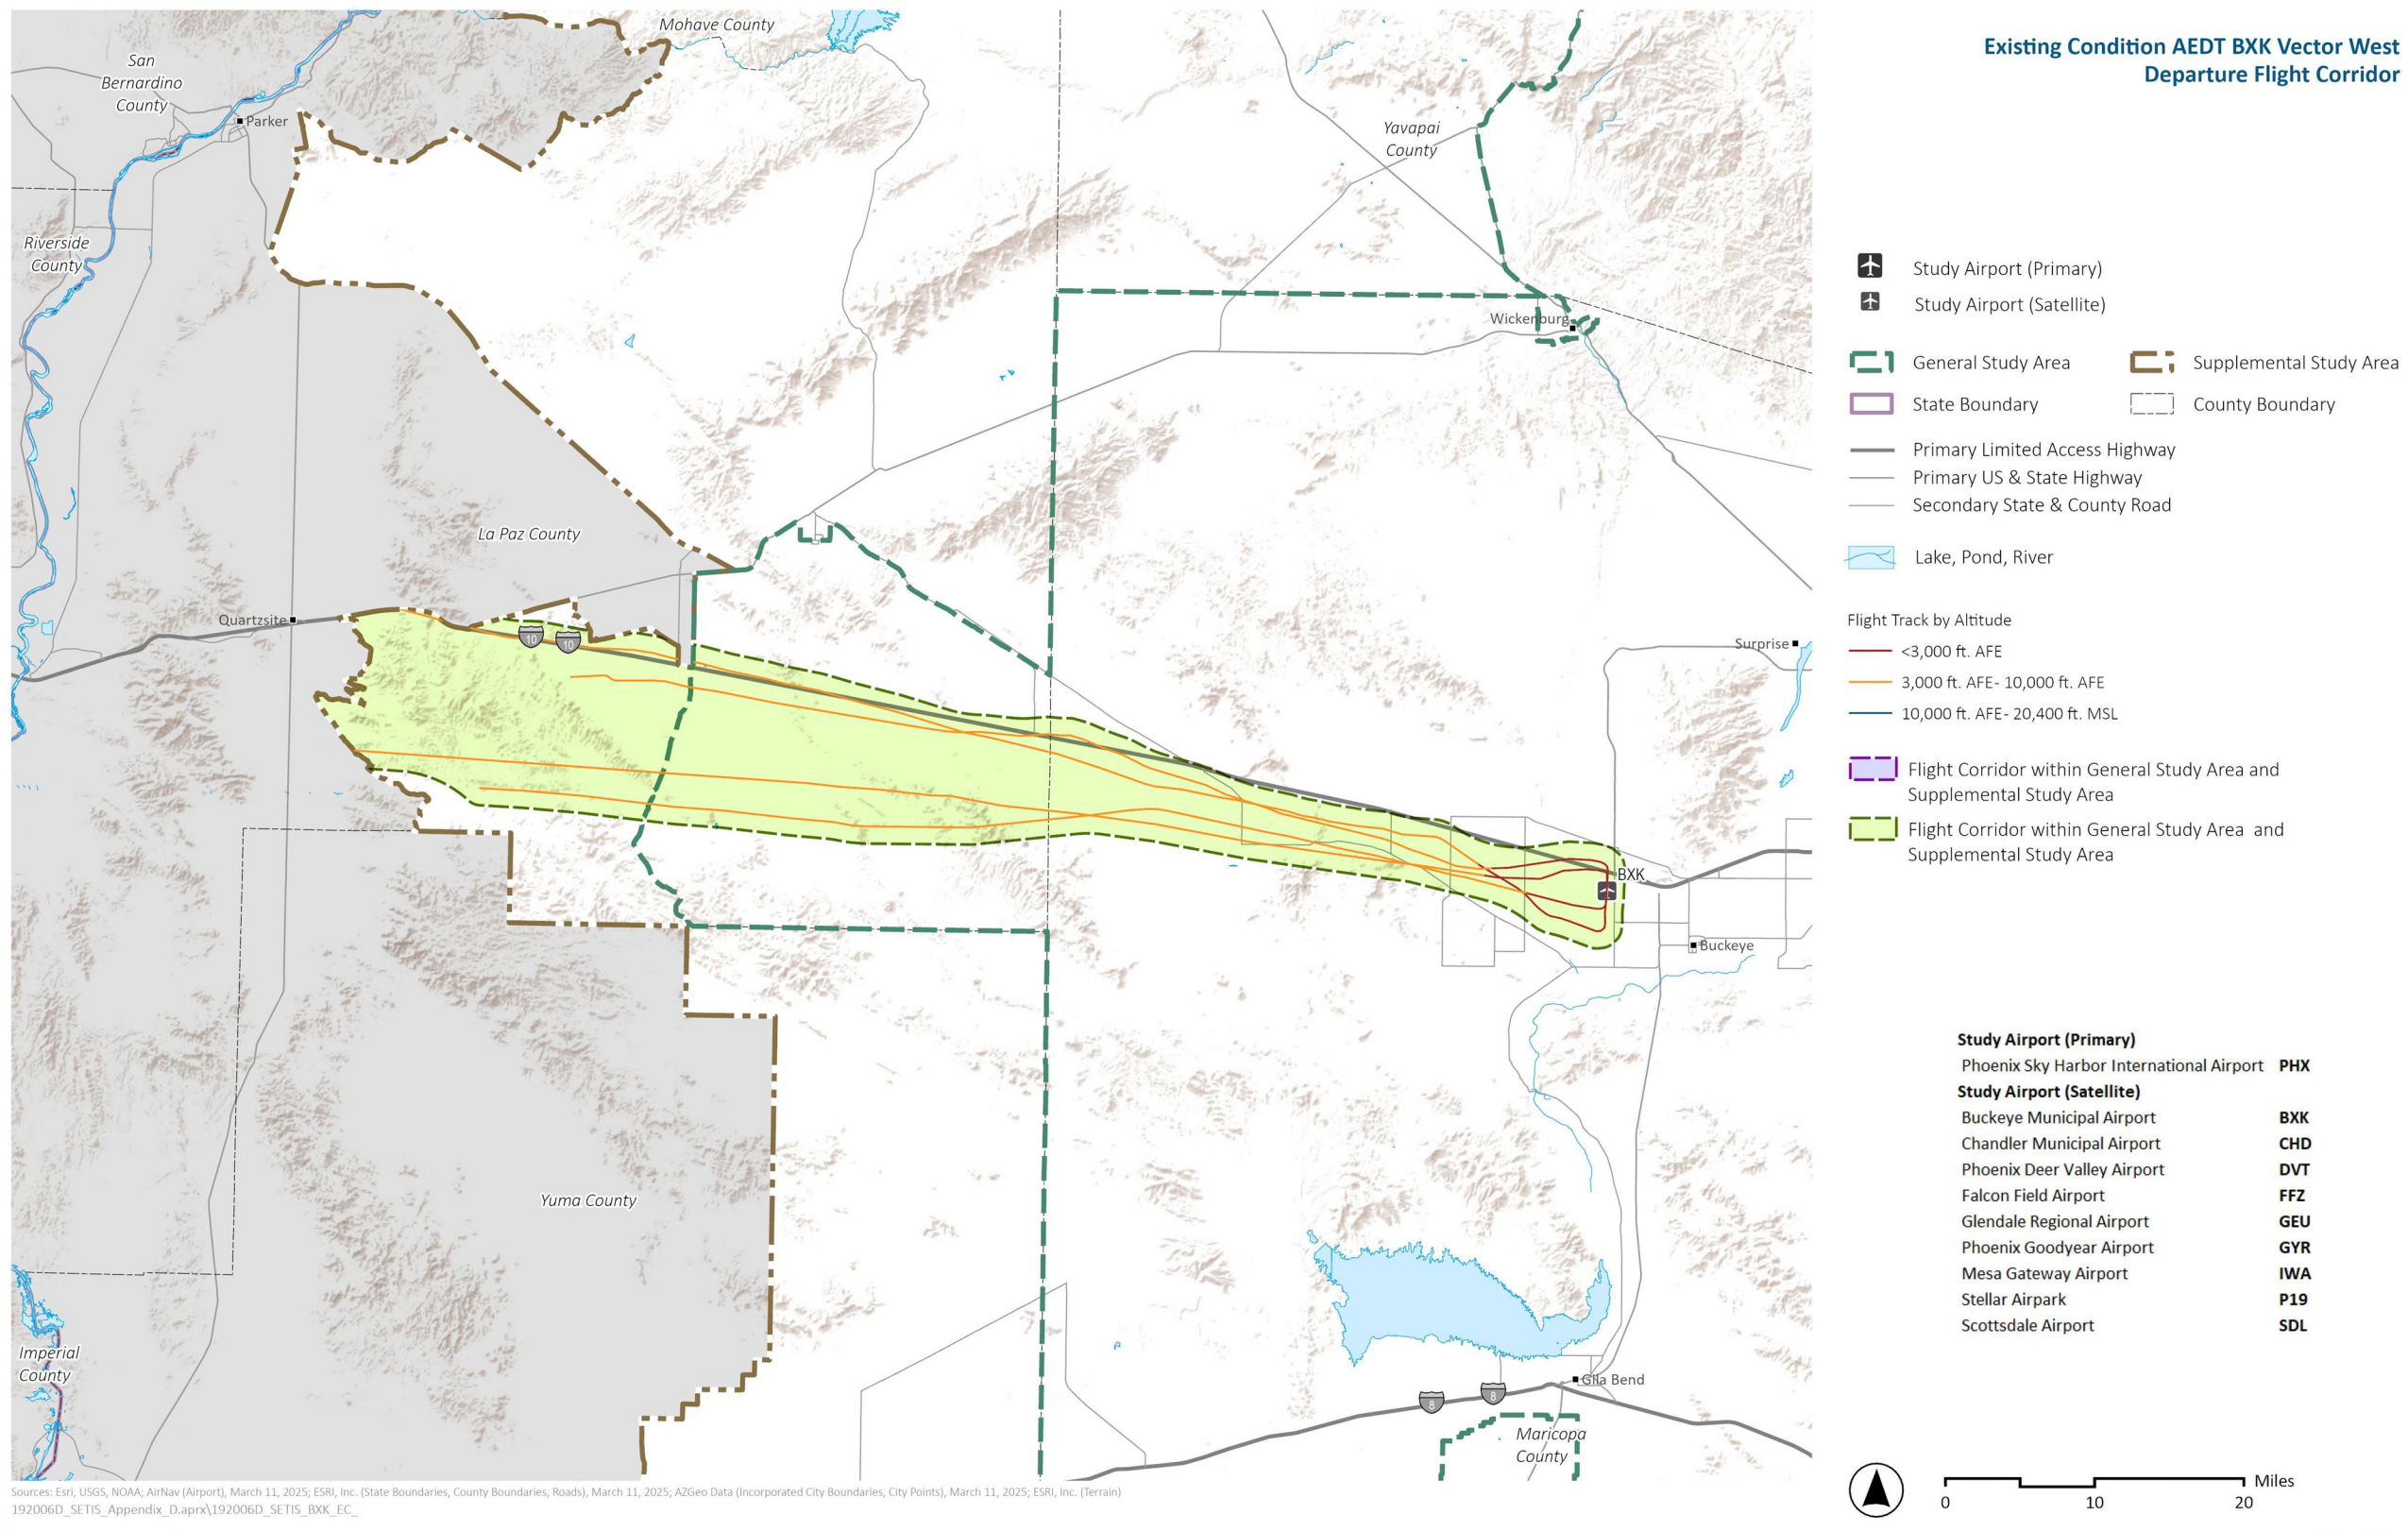 Existing Condition AEDT BXK Vector West
Departure Flight Corridor
Mohave County
San
Bernardino
County
Parker
Yavapai
County
Riverside
County
Wickenburg
La Paz County
Quartzsite
10
10
Surprise
BXK
Buckeye
Yuma County
Imperial
County
Gila Bend
8
8
Maricopa
County
Study Airport (Primary)
Study Airport (Satellite)
General Study Area
Supplemental Study Area
State Boundary
County Boundary
Primary Limited Access Highway
Primary US & State Highway
Secondary State & County Road
Lake, Pond, River
Flight Track by Altitude
<3,000 ft. AFE
3,000 ft. AFE- 10,000 ft. AFE
10,000 ft. AFE- 20,400 ft. MSL
Flight Corridor within General Study Area and
Supplemental Study Area
Flight Corridor within General Study Area and
Supplemental Study Area
Study Airport (Primary)
Phoenix Sky Harbor International Airport PHX
Study Airport (Satellite)
Buckeye Municipal Airport BXK
Chandler Municipal Airport CHD
Phoenix Deer Valley Airport DVT
Falcon Field Airport FFZ
Glendale Regional Airport GEU
Phoenix Goodyear Airport GYR
Mesa Gateway Airport IWA
Stellar Airpark P19
Scottsdale Airport SDL
Miles
0 10 20
Sources: Esri, USGS, NOAA; AirNav (Airport), March 11, 2025; ESRI, Inc. (State Boundaries, County Boundaries, Roads), March 11, 2025; AZGeo Data (Incorporated City Boundaries, City Points), March 11, 2025; ESRI, Inc. (Terrain)
192006D_SETIS_Appendix_D.aprx\192006D_SETIS_BXK_EC_